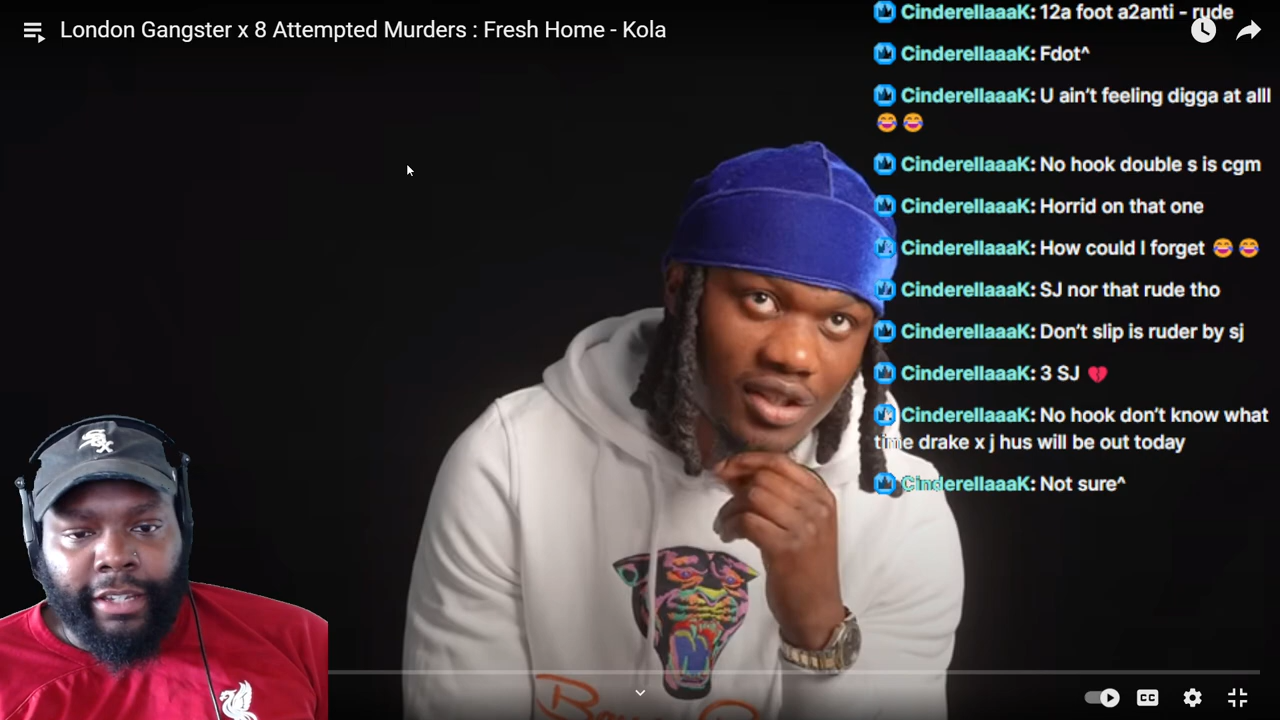 London Gangster x 8 Attempted Murders : Fresh Home - Kola
CinderellaaaK: 12a foot a2anti - rude
CinderellaaaK: Fdot^
CinderellaaaK: U ain't feeling digga at alll
😂 😂
CinderellaaaK: No hook double s is cgm
CinderellaaaK: Horrid on that one
CinderellaaaK: How could I forget 😂 😂
CinderellaaaK: SJ nor that rude tho
CinderellaaaK: Don't slip is ruder by sj
CinderellaaaK: 3 SJ 💔
CinderellaaaK: No hook don't know what
time drake x j hus will be out today
CinderellaaaK: Not sure^
CC